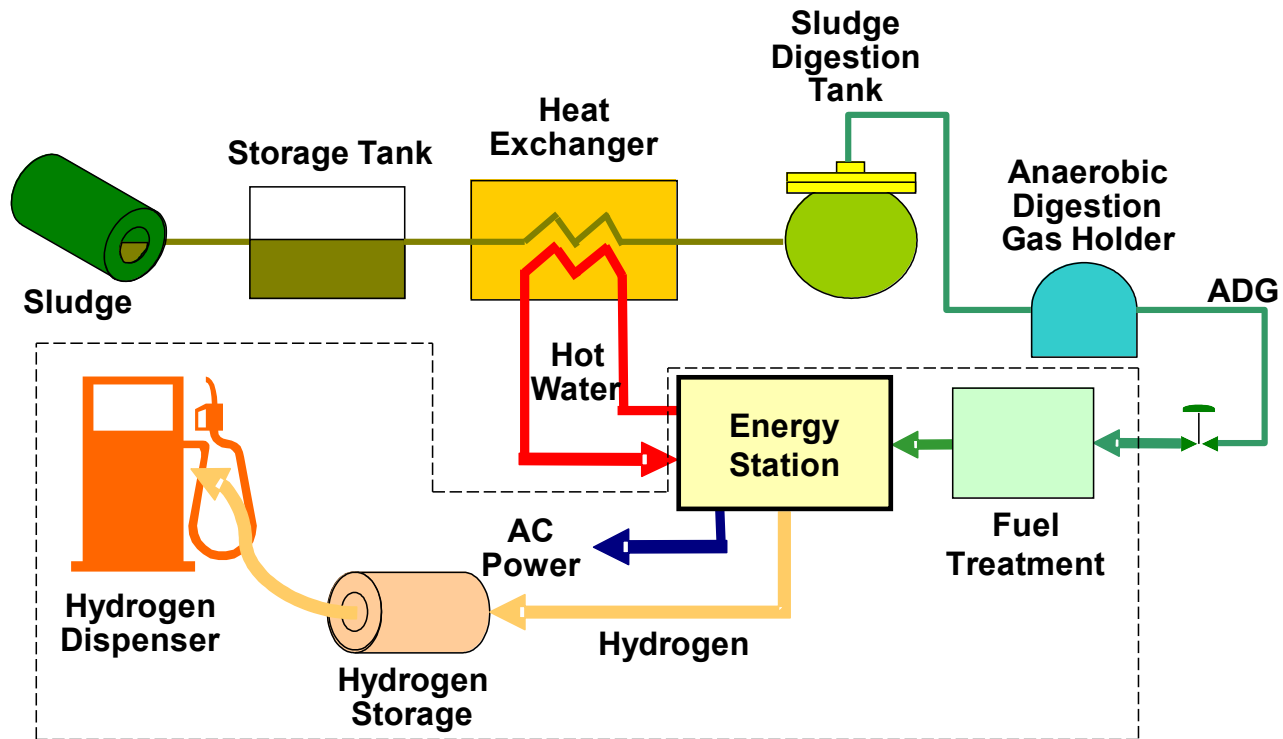 Sludge
Digestion
Tank
Heat
Exchanger
Storage Tank
Anaerobic
Digestion
Gas Holder
Sludge
ADG
Hot
Water
Energy
Station
AC
Power
Fuel
Treatment
Hydrogen
Dispenser
Hydrogen
Hydrogen
Storage